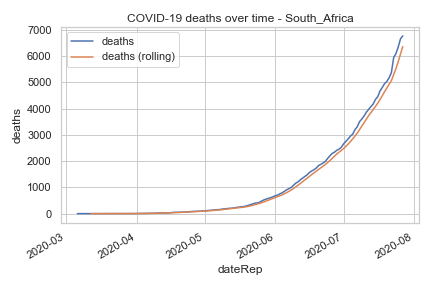 COVID-19 deaths over time - South_Africa
deaths
deaths (rolling)
7000
6000
5000
4000
3000
2000
1000
0
deaths
2020-03
2020-04
2020-05
2020-06
2020-07
2020-08
dateRep